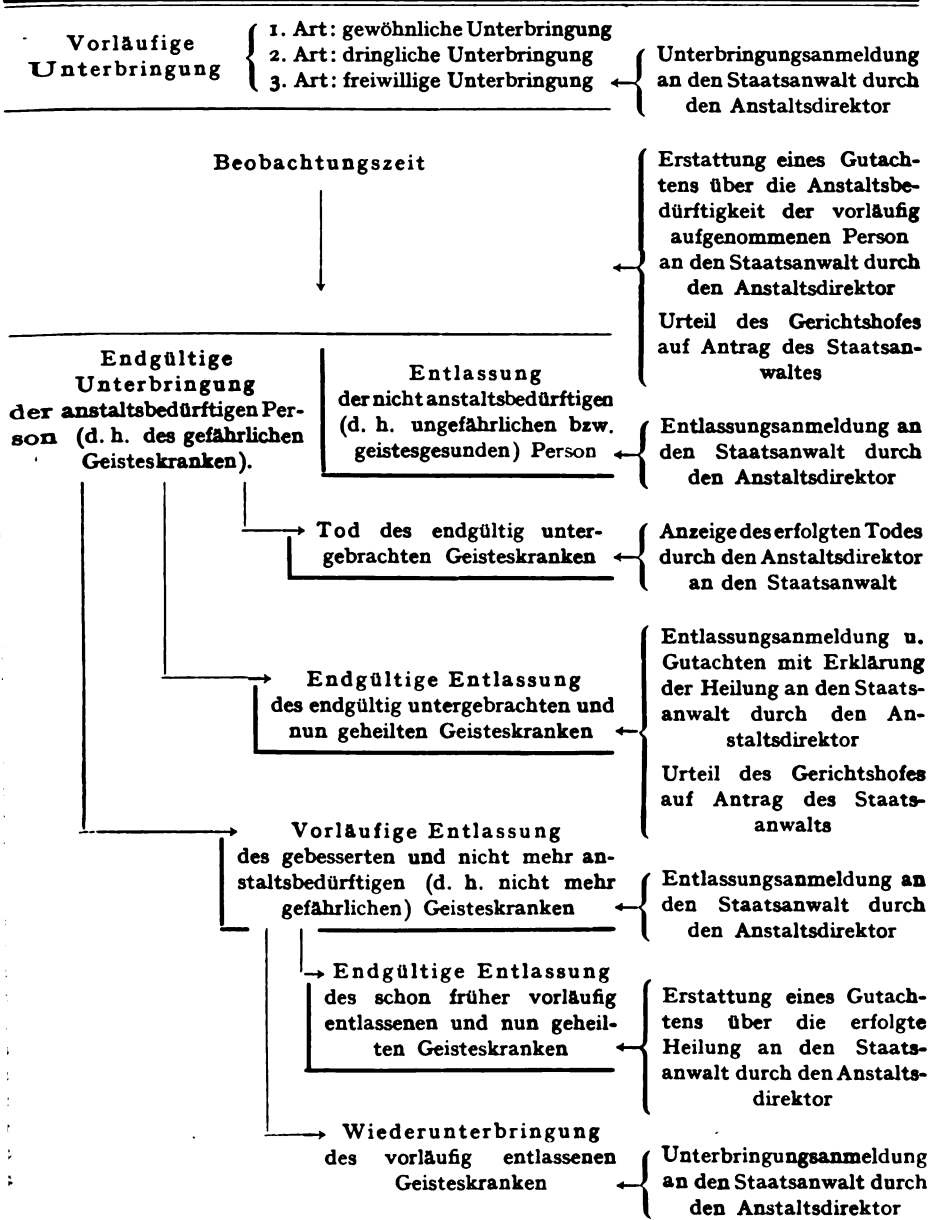 Vorläufige
Unterbringung
1. Art: gewöhnliche Unterbringung
2. Art: dringliche Unterbringung
3. Art: freiwillige Unterbringung
Unterbringungsanmeldung
an den Staatsanwalt durch
den Anstaltsdirektor
Beobachtungszeit
Erstattung eines Gutach-
tens über die Anstaltsbe-
dürftigkeit der vorläufig
aufgenommenen Person
an den Staatsanwalt durch
den Anstaltsdirektor
Urteil des Gerichtshofes
auf Antrag des Staatsan-
waltes
Endgültige
Unterbringung
der anstaltsbedürftigen Per-
son (d. h. des gefährlichen
Geisteskranken).
Entlassung
der nicht anstaltsbedürftigen
(d. h. ungefährlichen bzw.
geistesgesunden) Person
Entlassungsanmeldung an
den Staatsanwalt durch
den Anstaltsdirektor
Tod des endgültig unter-
gebrachten Geisteskranken
Anzeige des erfolgten Todes
durch den Anstaltsdirektor
an den Staatsanwalt
Endgültige Entlassung
des endgültig untergebrachten und
nun geheilten Geisteskranken
Entlassungsanmeldung u.
Gutachten mit Erklärung
der Heilung an den Staats-
anwalt durch den An-
staltsdirektor
Urteil des Gerichtshofes
auf Antrag des Staats-
anwalts
Vorläufige Entlassung
des gebesserten und nicht mehr an-
staltsbedürftigen (d. h. nicht mehr
gefährlichen) Geisteskranken
Entlassungsanmeldung an
den Staatsanwalt durch
den Anstaltsdirektor
Endgültige Entlassung
des schon früher vorläufig
entlassenen und nun geheil-
ten Geisteskranken
Erstattung eines Gutach-
tens über die erfolgte
Heilung an den Staats-
anwalt durch den Anstalts-
direktor
Wiederunterbringung
des vorläufig entlassenen
Geisteskranken
Unterbringungsanmeldung
an den Staatsanwalt durch
den Anstaltsdirektor